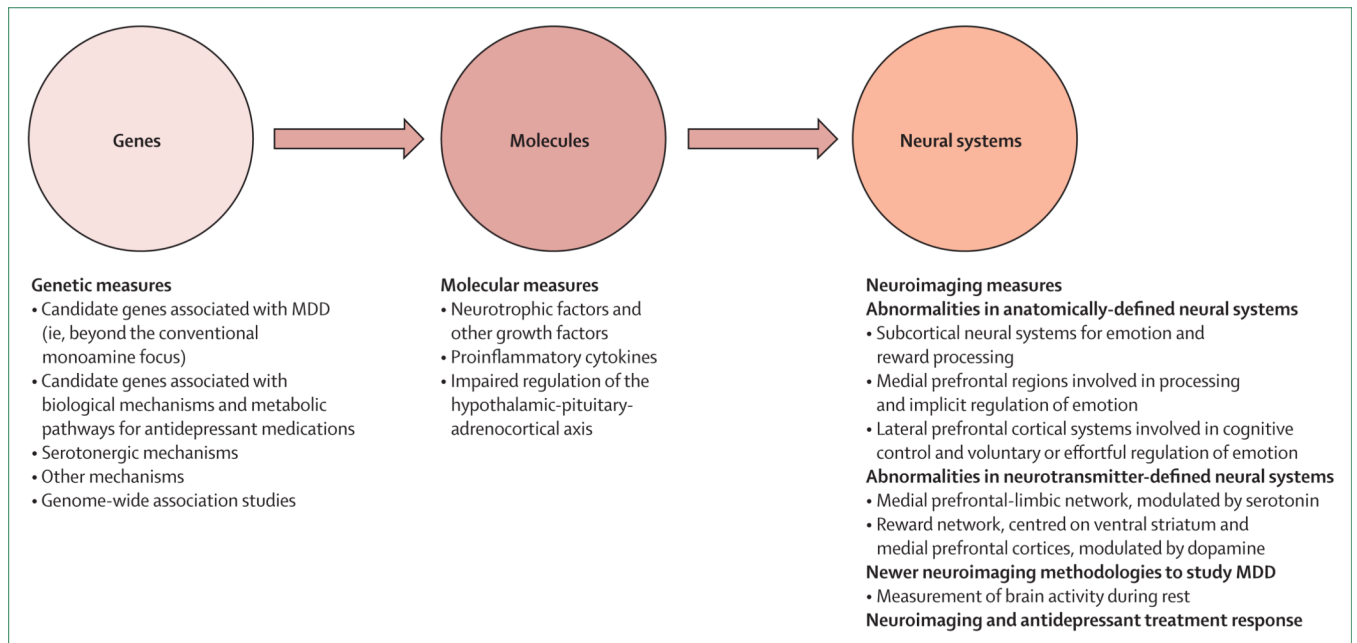 Genes
Molecules
Neural systems
Genetic measures
• Candidate genes associated with MDD
(ie, beyond the conventional
monoamine focus)
• Candidate genes associated with
biological mechanisms and metabolic
pathways for antidepressant medications
• Serotonergic mechanisms
• Other mechanisms
• Genome-wide association studies
Molecular measures
• Neurotrophic factors and
other growth factors
• Proinflammatory cytokines
• Impaired regulation of the
hypothalamic-pituitary-
adrenocortical axis
Neuroimaging measures
Abnormalities in anatomically-defined neural systems
• Subcortical neural systems for emotion and
reward processing
• Medial prefrontal regions involved in processing
and implicit regulation of emotion
• Lateral prefrontal cortical systems involved in cognitive
control and voluntary or effortful regulation of emotion
Abnormalities in neurotransmitter-defined neural systems
• Medial prefrontal-limbic network, modulated by serotonin
• Reward network, centred on ventral striatum and
medial prefrontal cortices, modulated by dopamine
Newer neuroimaging methodologies to study MDD
• Measurement of brain activity during rest
Neuroimaging and antidepressant treatment response